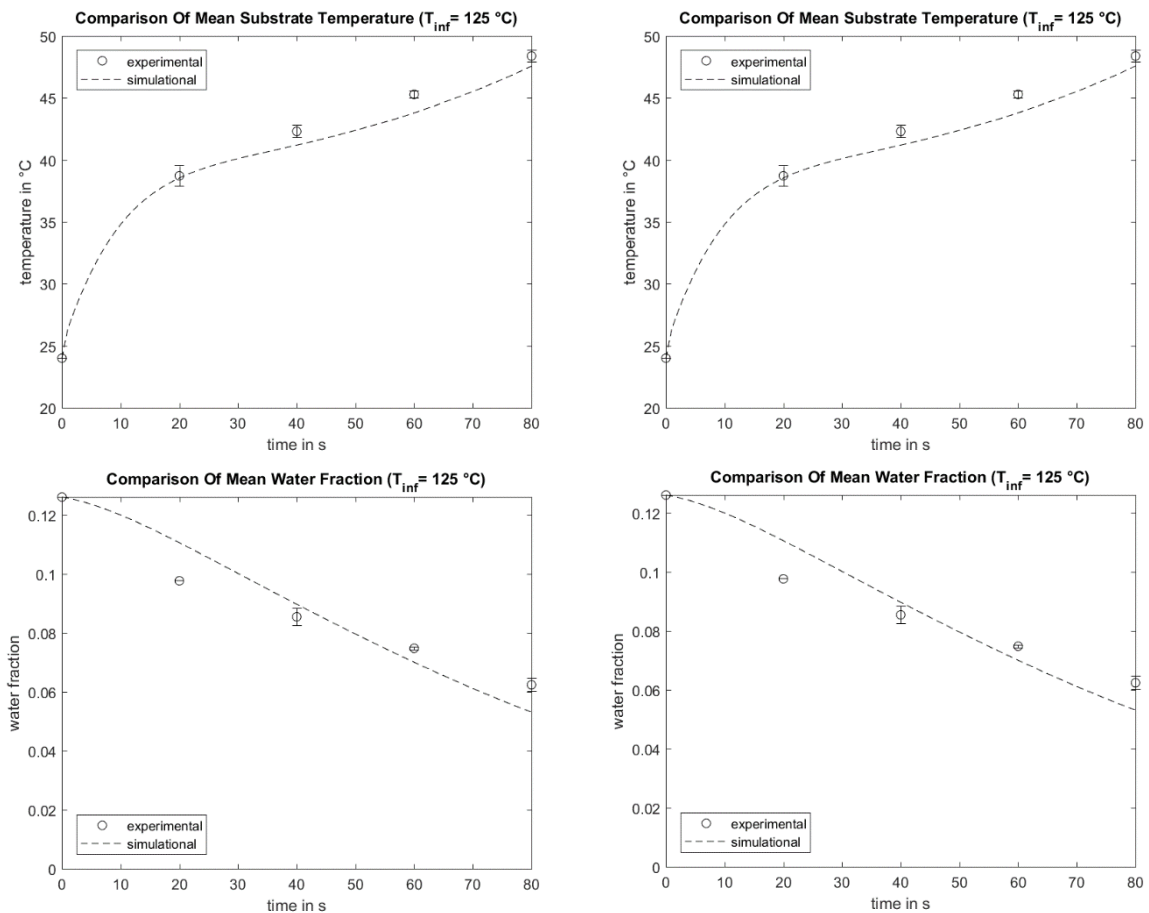 Comparison Of Mean Substrate Temperature (T_inf= 125 °C)
50
45
40
35
30
25
20
temperature in °C
experimental
simulational
0 10 20 30 40 50 60 70 80
time in s
Comparison Of Mean Substrate Temperature (T_inf= 125 °C)
50
45
40
35
30
25
20
temperature in °C
experimental
simulational
0 10 20 30 40 50 60 70 80
time in s
Comparison Of Mean Water Fraction (T_inf= 125 °C)
0.12
0.1
0.08
0.06
0.04
0.02
0
water fraction
experimental
simulational
0 10 20 30 40 50 60 70 80
time in s
Comparison Of Mean Water Fraction (T_inf= 125 °C)
0.12
0.1
0.08
0.06
0.04
0.02
0
water fraction
experimental
simulational
0 10 20 30 40 50 60 70 80
time in s